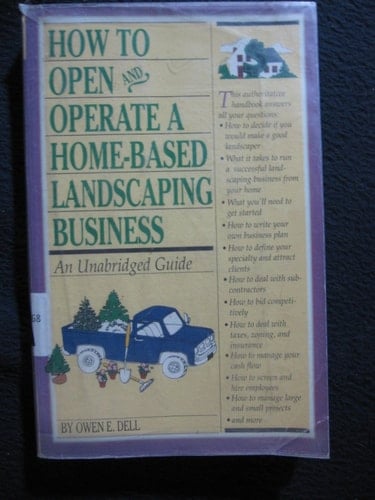 HOW TO
OPEN AND
OPERATE A
HOME-BASED
LANDSCAPING
BUSINESS
An Unabridged Guide
BY OWEN E. DELL
This authoritative
handbook answers
all your questions:
• How to decide if you
would make a good
landscaper
• What it takes to run
a successful land-
scaping business from
your home
• What you'll need to
get started
• How to write your
own business plan
• How to define your
specialty and attract
clients
• How to deal with sub-
contractors
• How to bid competi-
tively
• How to deal with
taxes, zoning, and
insurance
• How to manage your
cash flow
• How to screen and
hire employees
• How to manage large
and small projects
• and more
58